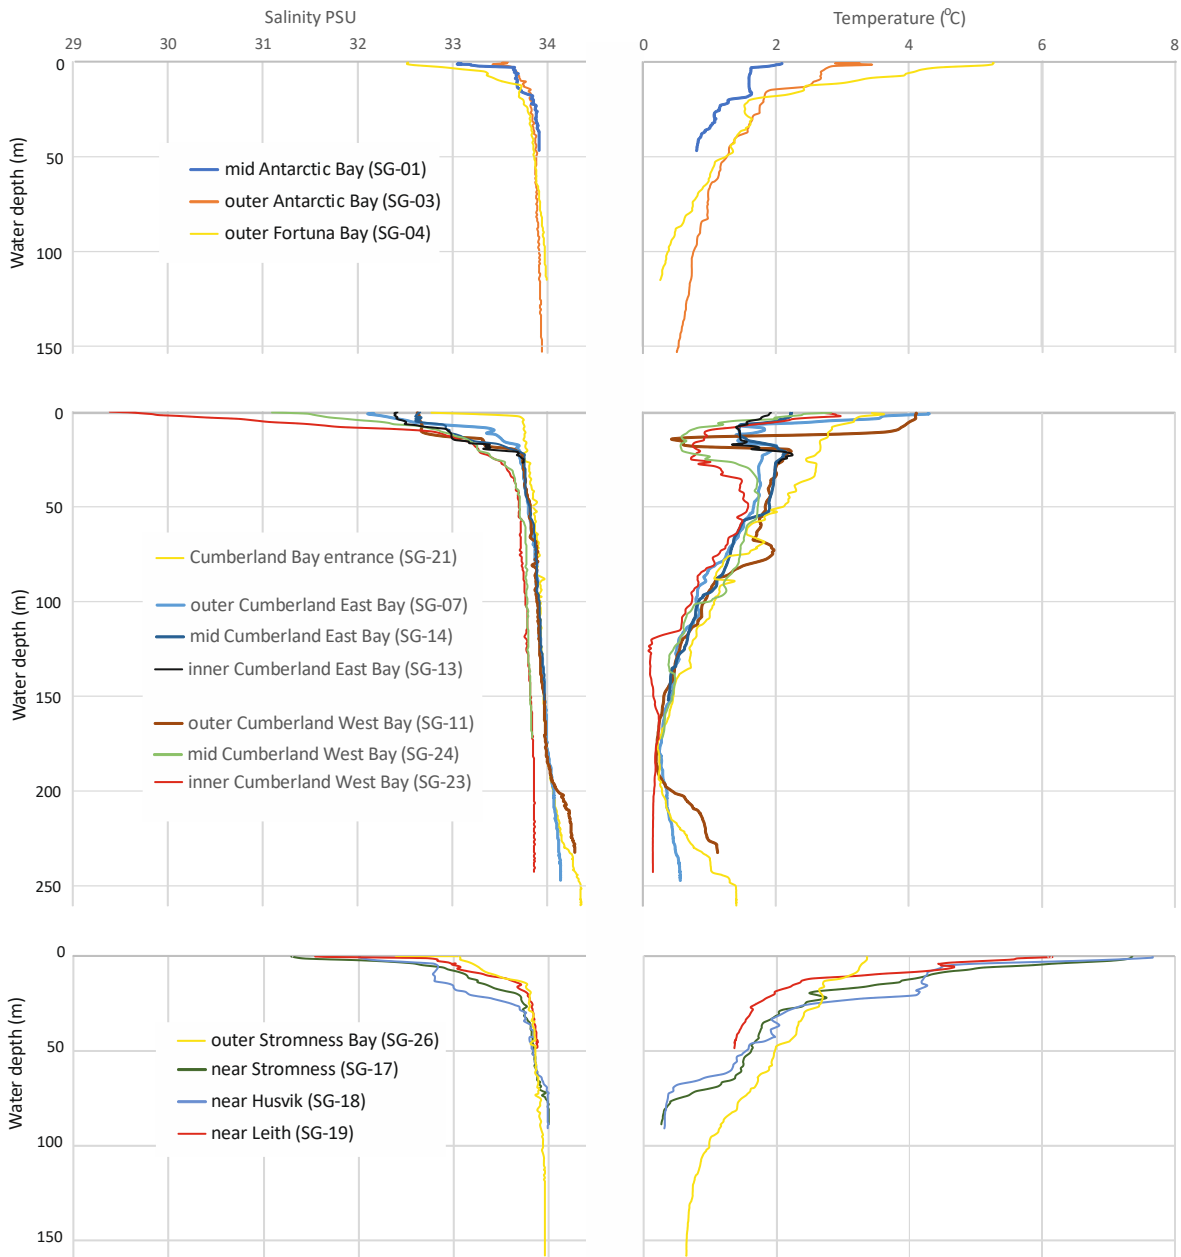 Salinity PSU
Temperature (°C)
29 30 31 32 33 34
0 2 4 6 8
0
50
100
150
Water depth (m)
mid Antarctic Bay (SG-01)
outer Antarctic Bay (SG-03)
outer Fortuna Bay (SG-04)
0
50
100
150
200
250
Water depth (m)
Cumberland Bay entrance (SG-21)
outer Cumberland East Bay (SG-07)
mid Cumberland East Bay (SG-14)
inner Cumberland East Bay (SG-13)
outer Cumberland West Bay (SG-11)
mid Cumberland West Bay (SG-24)
inner Cumberland West Bay (SG-23)
0
50
100
150
Water depth (m)
outer Stromness Bay (SG-26)
near Stromness (SG-17)
near Husvik (SG-18)
near Leith (SG-19)